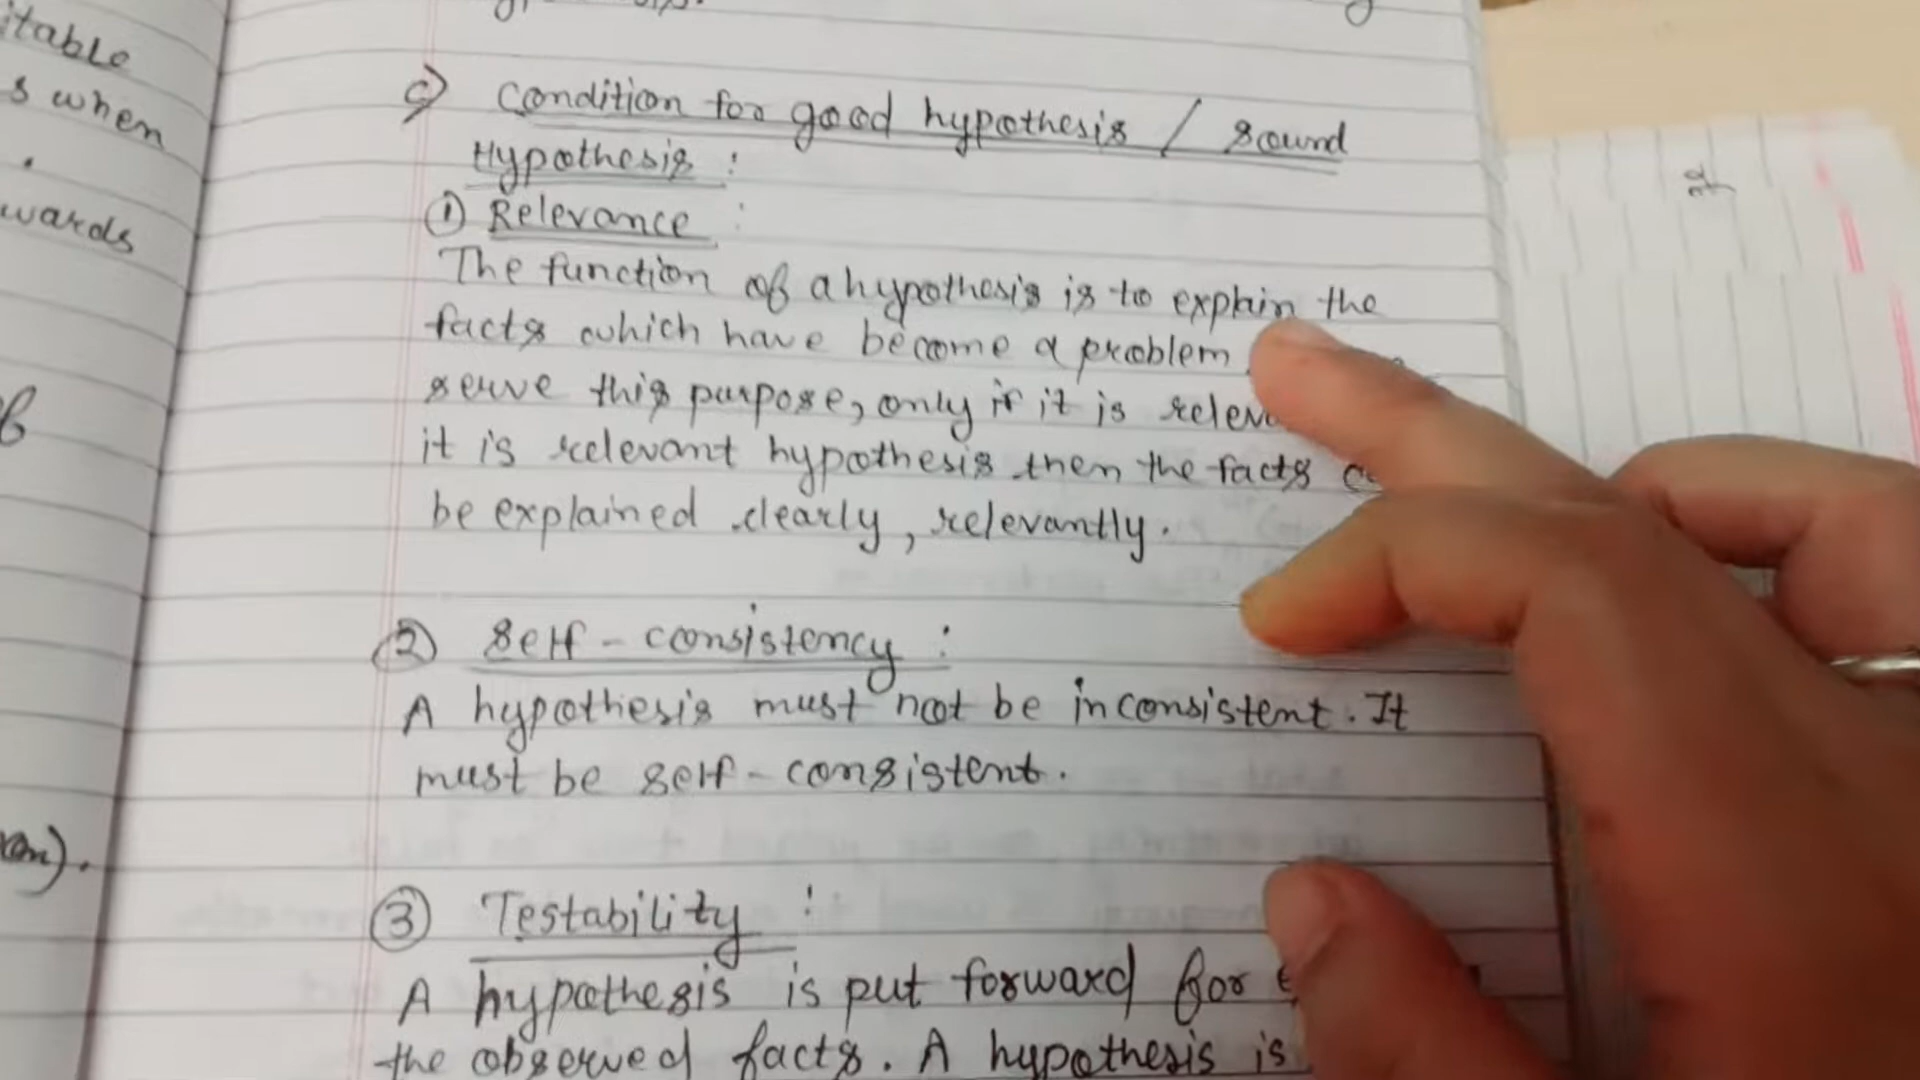 itable
s when
wards
c) Condition for good hypothesis / sound
Hypothesis :
① Relevance :
The function of a hypothesis is to explain the
facts which have become a problem
serve this purpose, only if it is
it is relevant hypothesis then the facts
be explained clearly, relevantly.
② Self - consistency :
A hypothesis must not be inconsistent. It
must be self - consistent.
③ Testability :
A hypothesis is put forward for
the observed facts. A hypothesis is